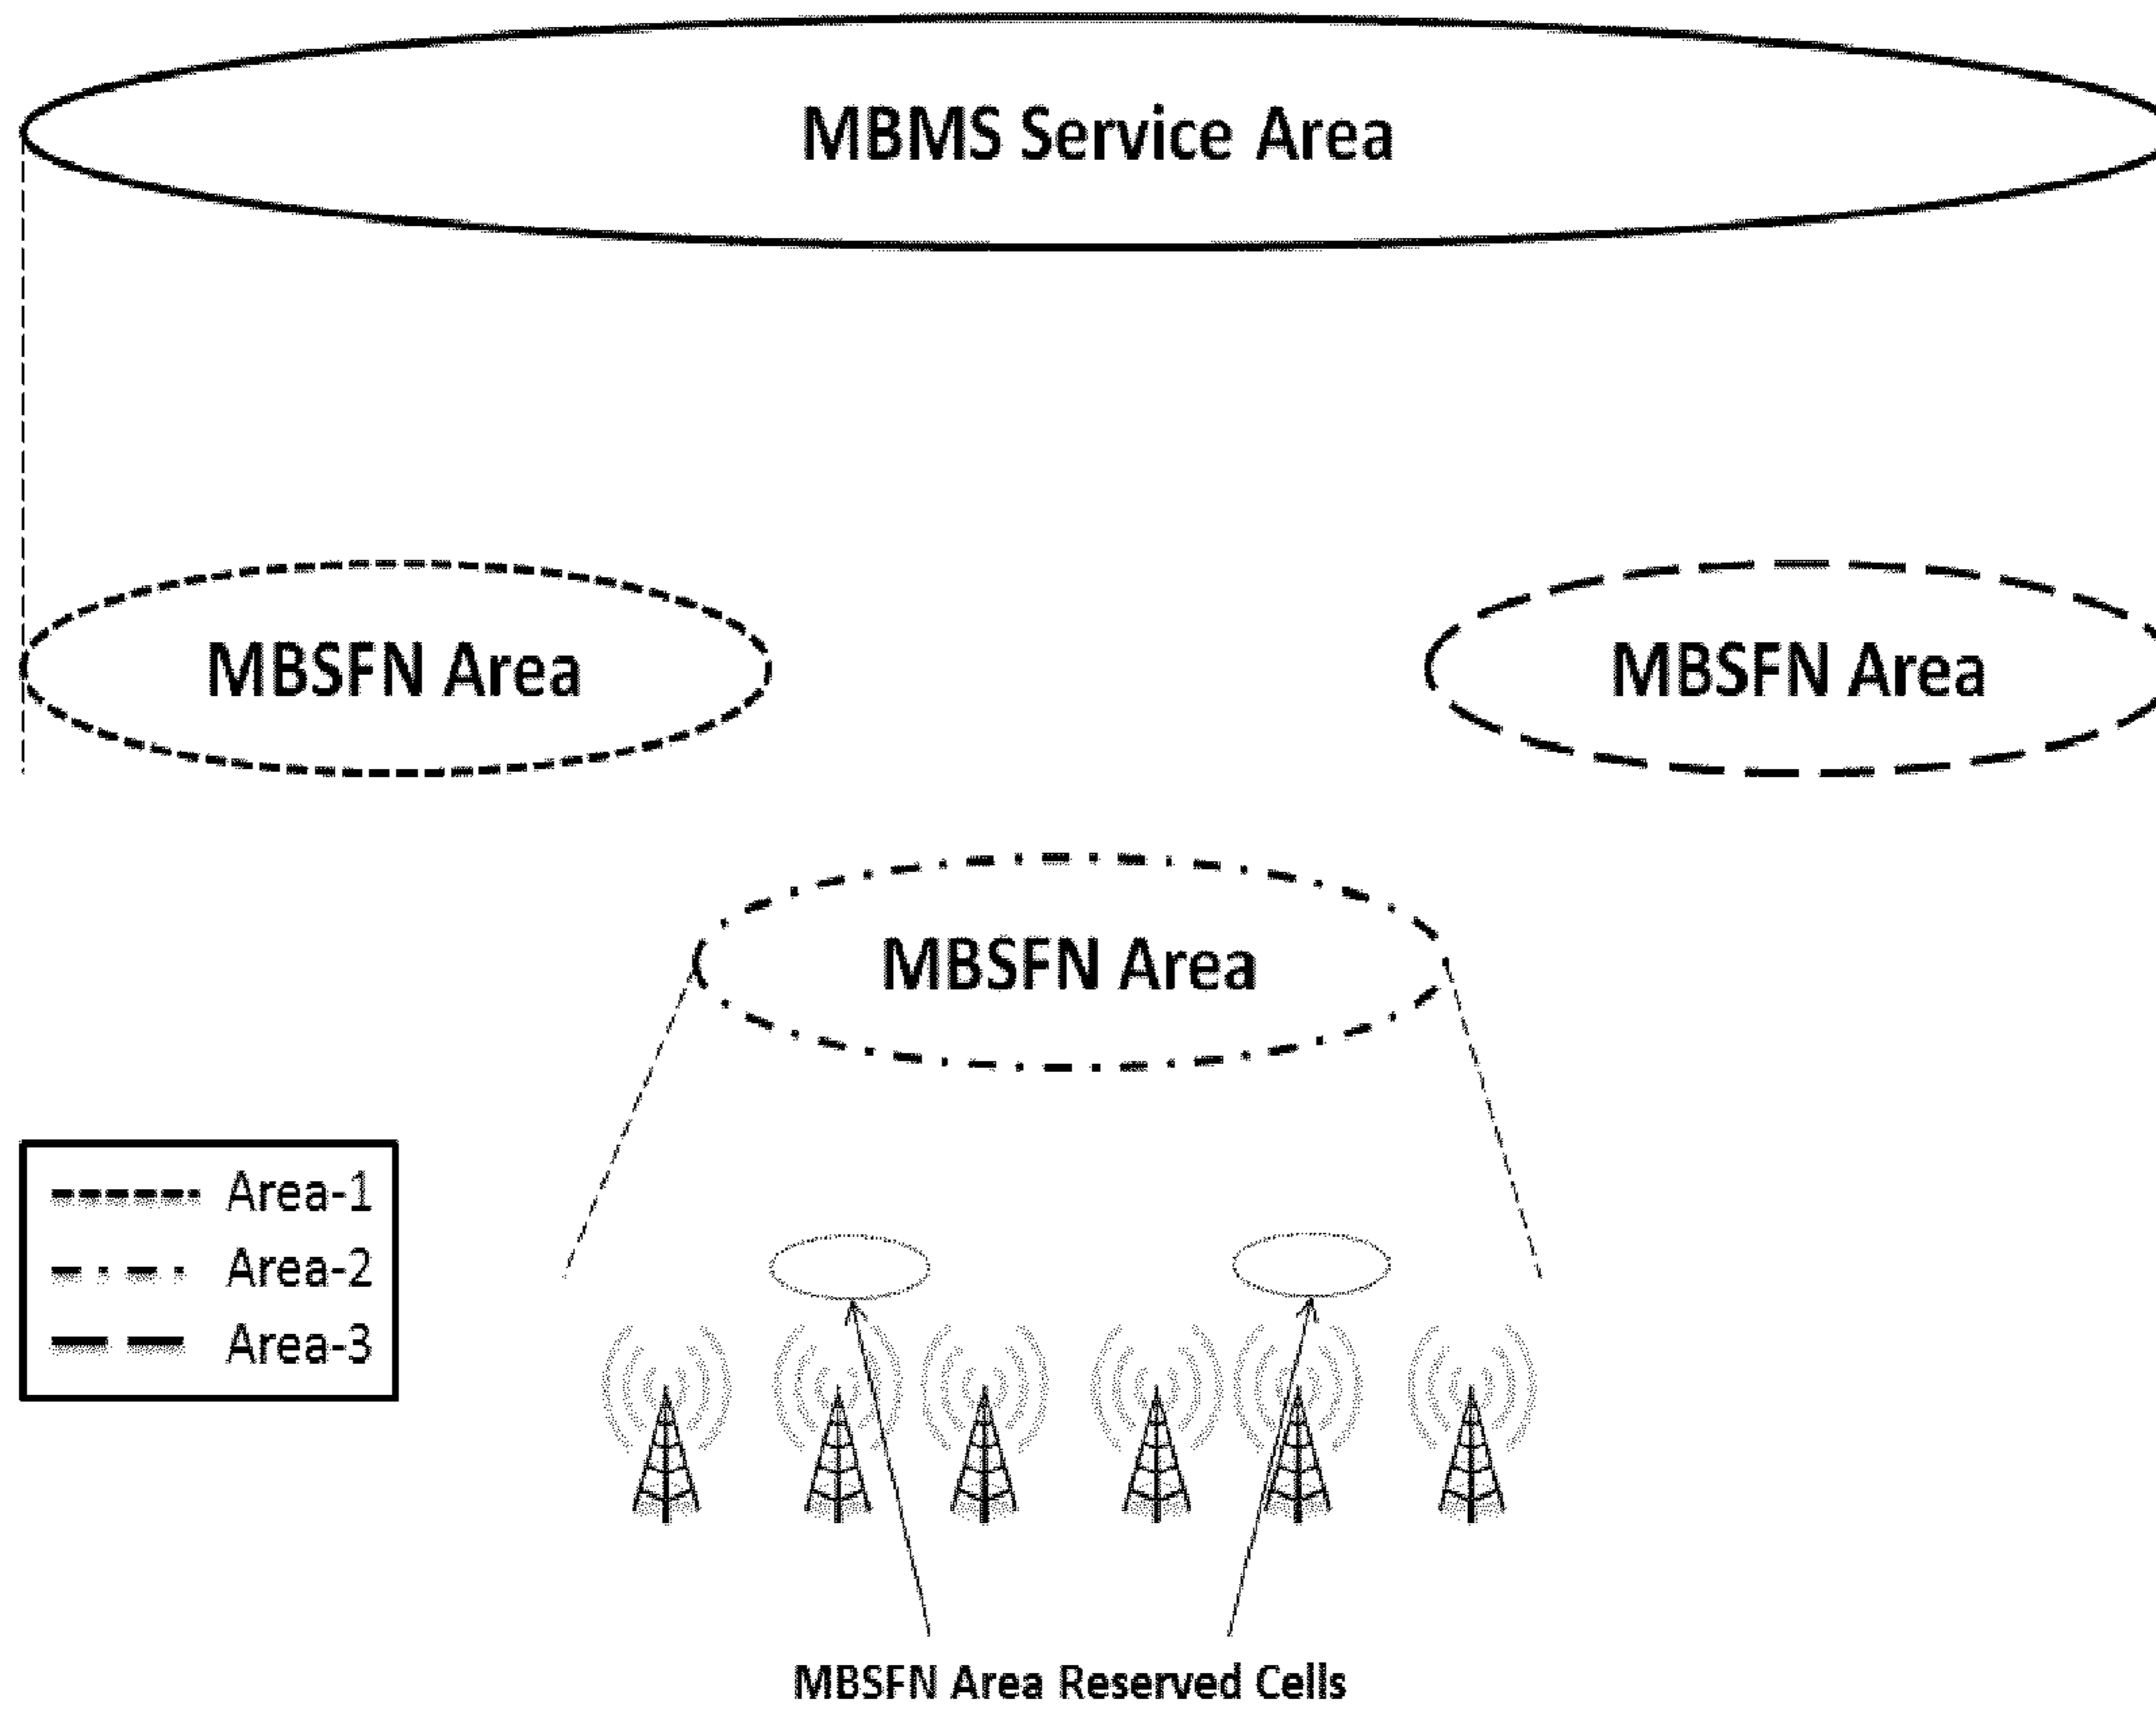 MBMS Service Area
MBSFN Area
MBSFN Area
MBSFN Area
Area-1
Area-2
Area-3
MBSFN Area Reserved Cells